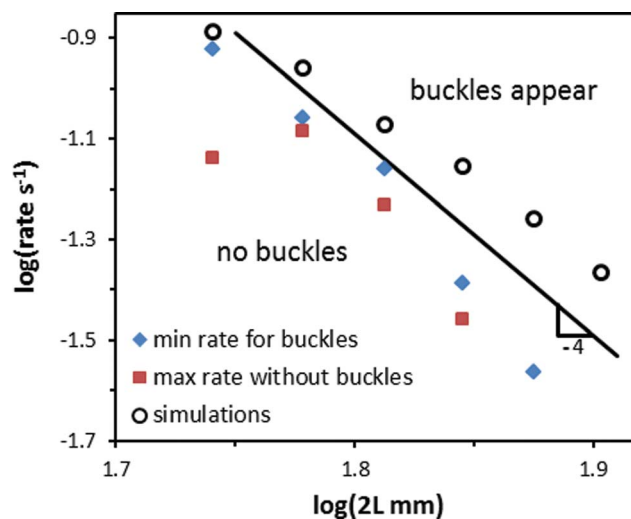 -0.9
-1.1
-1.3
-1.5
-1.7
log(rate s⁻¹)
buckles appear
no buckles
min rate for buckles
max rate without buckles
simulations
-4
1.7
1.8
1.9
log(2L mm)